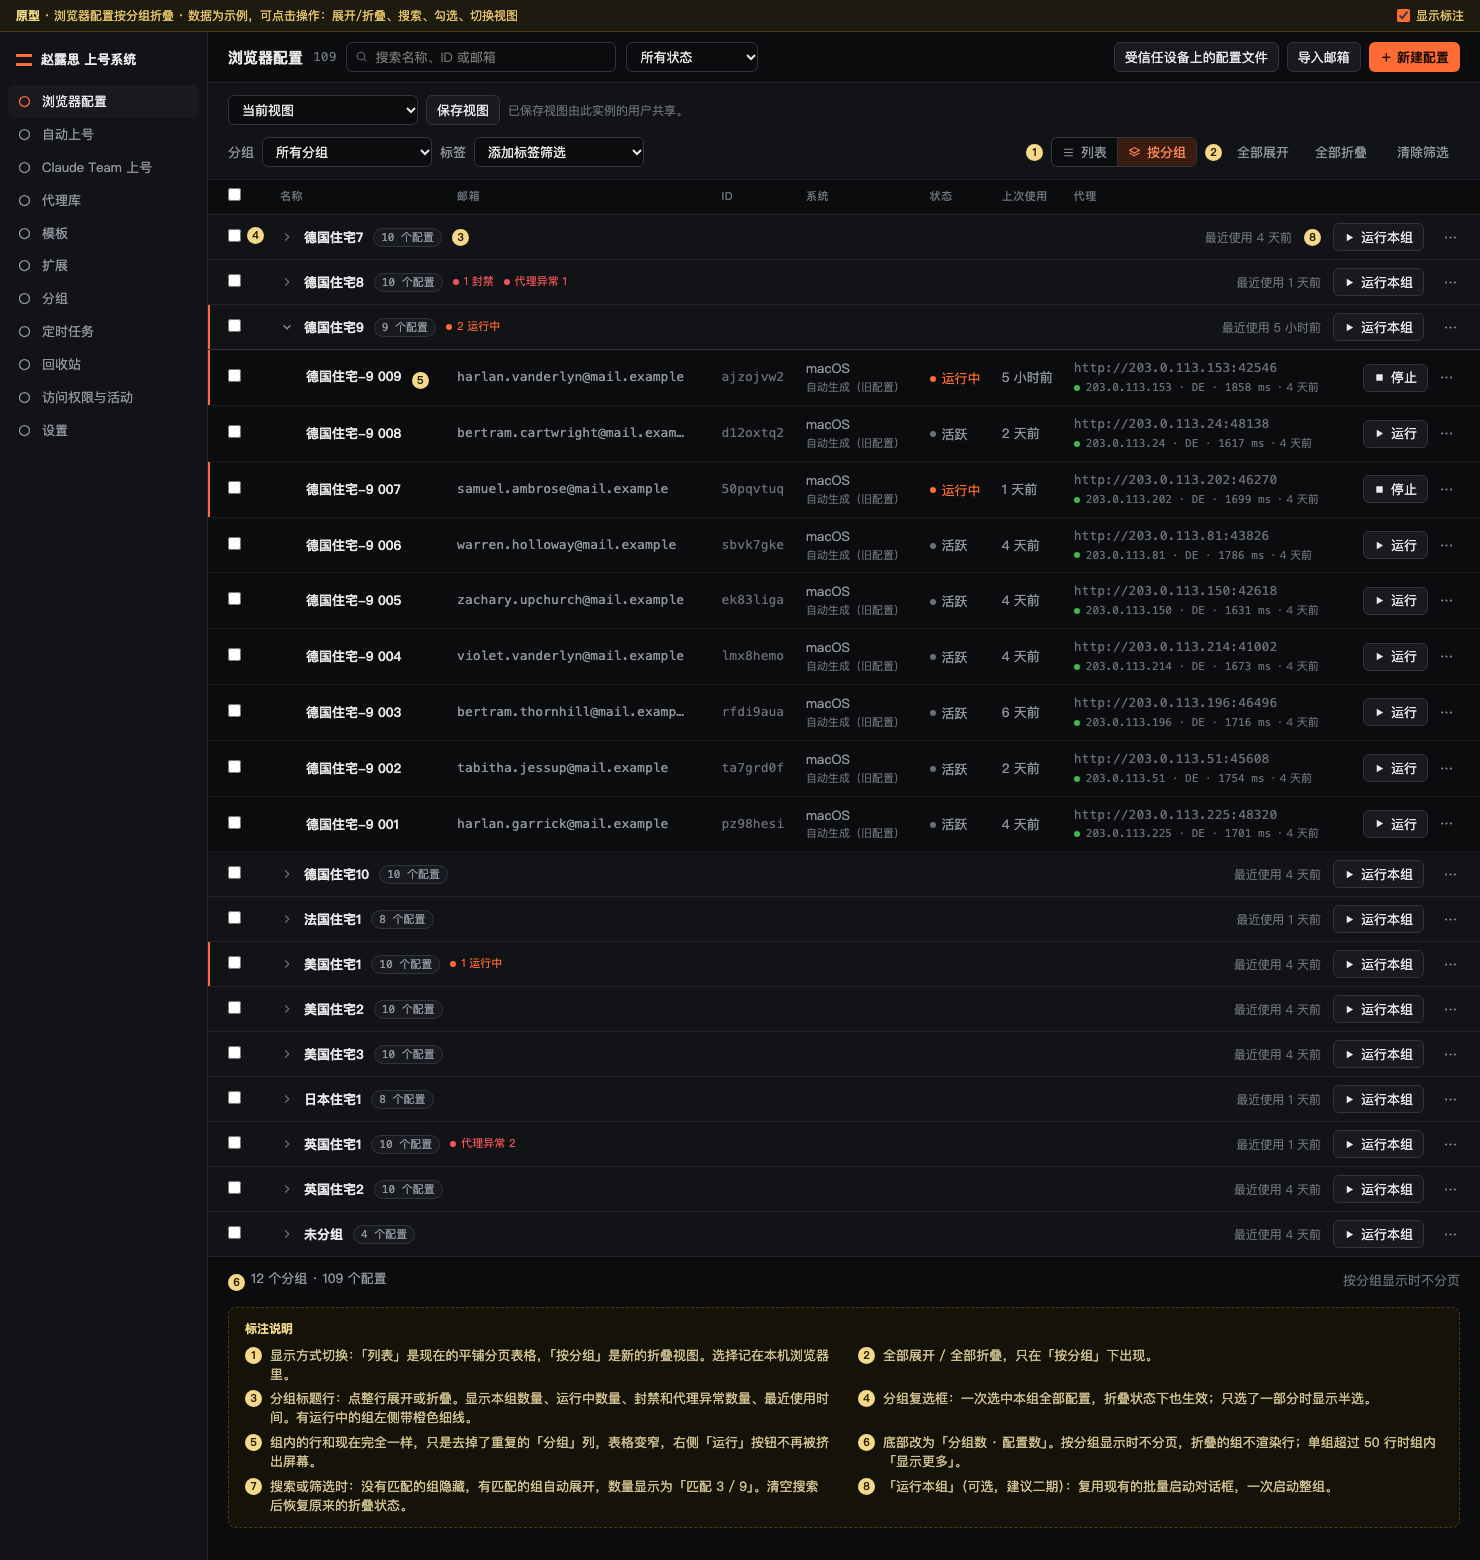 原型 · 浏览器配置按分组折叠 · 数据为示例，可点击操作：展开/折叠、搜索、勾选、切换视图
显示标注
赵露思 上号系统
浏览器配置
自动上号
Claude Team 上号
代理库
模板
扩展
分组
定时任务
回收站
访问权限与活动
设置
浏览器配置 109 搜索名称、ID 或邮箱 所有状态 受信任设备上的配置文件 导入邮箱 + 新建配置
当前视图 保存视图 已保存视图由此实例的用户共享。
分组 所有分组 标签 添加标签筛选 1 列表 按分组 2 全部展开 全部折叠 清除筛选
名称 邮箱 ID 系统 状态 上次使用 代理
4 德国住宅7 10 个配置 3 最近使用 4 天前 8 运行本组 ···
德国住宅8 10 个配置 1 封禁 代理异常 1 最近使用 1 天前 运行本组 ···
德国住宅9 9 个配置 2 运行中 最近使用 5 小时前 运行本组 ···
德国住宅-9 009 5 harlan.vanderlyn@mail.example ajzojvw2 macOS 运行中 5 小时前 http://203.0.113.153:42546 停止 ···
自动生成（旧配置） 203.0.113.153 · DE · 1858 ms · 4 天前
德国住宅-9 008 bertram.cartwright@mail.exam… d12oxtq2 macOS 活跃 2 天前 http://203.0.113.24:48138 运行 ···
自动生成（旧配置） 203.0.113.24 · DE · 1617 ms · 4 天前
德国住宅-9 007 samuel.ambrose@mail.example 50pqvtuq macOS 运行中 1 天前 http://203.0.113.202:46270 停止 ···
自动生成（旧配置） 203.0.113.202 · DE · 1699 ms · 4 天前
德国住宅-9 006 warren.holloway@mail.example sbvk7gke macOS 活跃 4 天前 http://203.0.113.81:43826 运行 ···
自动生成（旧配置） 203.0.113.81 · DE · 1786 ms · 4 天前
德国住宅-9 005 zachary.upchurch@mail.example ek83liga macOS 活跃 4 天前 http://203.0.113.150:42618 运行 ···
自动生成（旧配置） 203.0.113.150 · DE · 1631 ms · 4 天前
德国住宅-9 004 violet.vanderlyn@mail.example lmx8hemo macOS 活跃 4 天前 http://203.0.113.214:41002 运行 ···
自动生成（旧配置） 203.0.113.214 · DE · 1673 ms · 4 天前
德国住宅-9 003 bertram.thornhill@mail.examp… rfdi9aua macOS 活跃 6 天前 http://203.0.113.196:46496 运行 ···
自动生成（旧配置） 203.0.113.196 · DE · 1716 ms · 4 天前
德国住宅-9 002 tabitha.jessup@mail.example ta7grd0f macOS 活跃 2 天前 http://203.0.113.51:45608 运行 ···
自动生成（旧配置） 203.0.113.51 · DE · 1754 ms · 4 天前
德国住宅-9 001 harlan.garrick@mail.example pz98hesi macOS 活跃 4 天前 http://203.0.113.225:48320 运行 ···
自动生成（旧配置） 203.0.113.225 · DE · 1701 ms · 4 天前
德国住宅10 10 个配置 最近使用 4 天前 运行本组 ···
法国住宅1 8 个配置 最近使用 1 天前 运行本组 ···
美国住宅1 10 个配置 1 运行中 最近使用 4 天前 运行本组 ···
美国住宅2 10 个配置 最近使用 4 天前 运行本组 ···
美国住宅3 10 个配置 最近使用 4 天前 运行本组 ···
日本住宅1 8 个配置 最近使用 1 天前 运行本组 ···
英国住宅1 10 个配置 代理异常 2 最近使用 1 天前 运行本组 ···
英国住宅2 10 个配置 最近使用 4 天前 运行本组 ···
未分组 4 个配置 最近使用 4 天前 运行本组 ···
6 12 个分组 · 109 个配置 按分组显示时不分页
标注说明
1 显示方式切换：「列表」是现在的平铺分页表格，「按分组」是新的折叠视图。选择记在本机浏览器
里。
2 全部展开 / 全部折叠，只在「按分组」下出现。
3 分组标题行：点整行展开或折叠。显示本组数量、运行中数量、封禁和代理异常数量、最近使用时
间。有运行中的组左侧带橙色细线。
4 分组复选框：一次选中本组全部配置，折叠状态下也生效；只选了一部分时显示半选。
5 组内的行和现在完全一样，只是去掉了重复的「分组」列，表格变窄，右侧「运行」按钮不再被挤
出屏幕。
6 底部改为「分组数 · 配置数」。按分组显示时不分页，折叠的组不渲染行；单组超过 50 行时组内
「显示更多」。
7 搜索或筛选时：没有匹配的组隐藏，有匹配的组自动展开，数量显示为「匹配 3 / 9」。清空搜索
后恢复原来的折叠状态。
8 「运行本组」（可选，建议二期）：复用现有的批量启动对话框，一次启动整组。